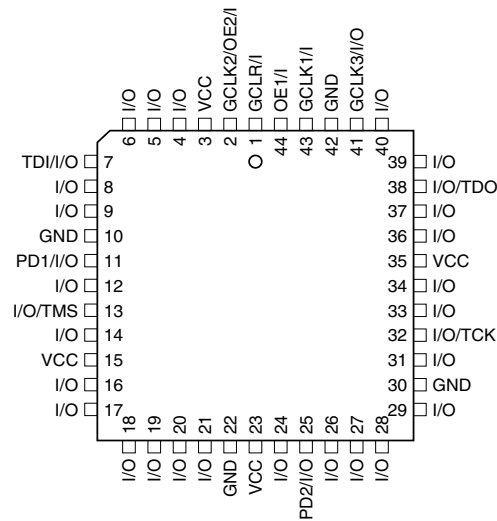 I/O
I/O
I/O
VCC
GCLK2/OE2/I
GCLR/I
OE1/I
GCLK1/I
GND
GCLK3/I/O
I/O
6
5
4
3
2
1
44
43
42
41
40
TDI/I/O 7
I/O 8
I/O 9
GND 10
PD1/I/O 11
I/O 12
I/O/TMS 13
I/O 14
VCC 15
I/O 16
I/O 17
39 I/O
38 I/O/TDO
37 I/O
36 I/O
35 VCC
34 I/O
33 I/O
32 I/O/TCK
31 I/O
30 GND
29 I/O
18
19
20
21
22
23
24
25
26
27
28
I/O
I/O
I/O
I/O
GND
VCC
I/O
PD2/I/O
I/O
I/O
I/O